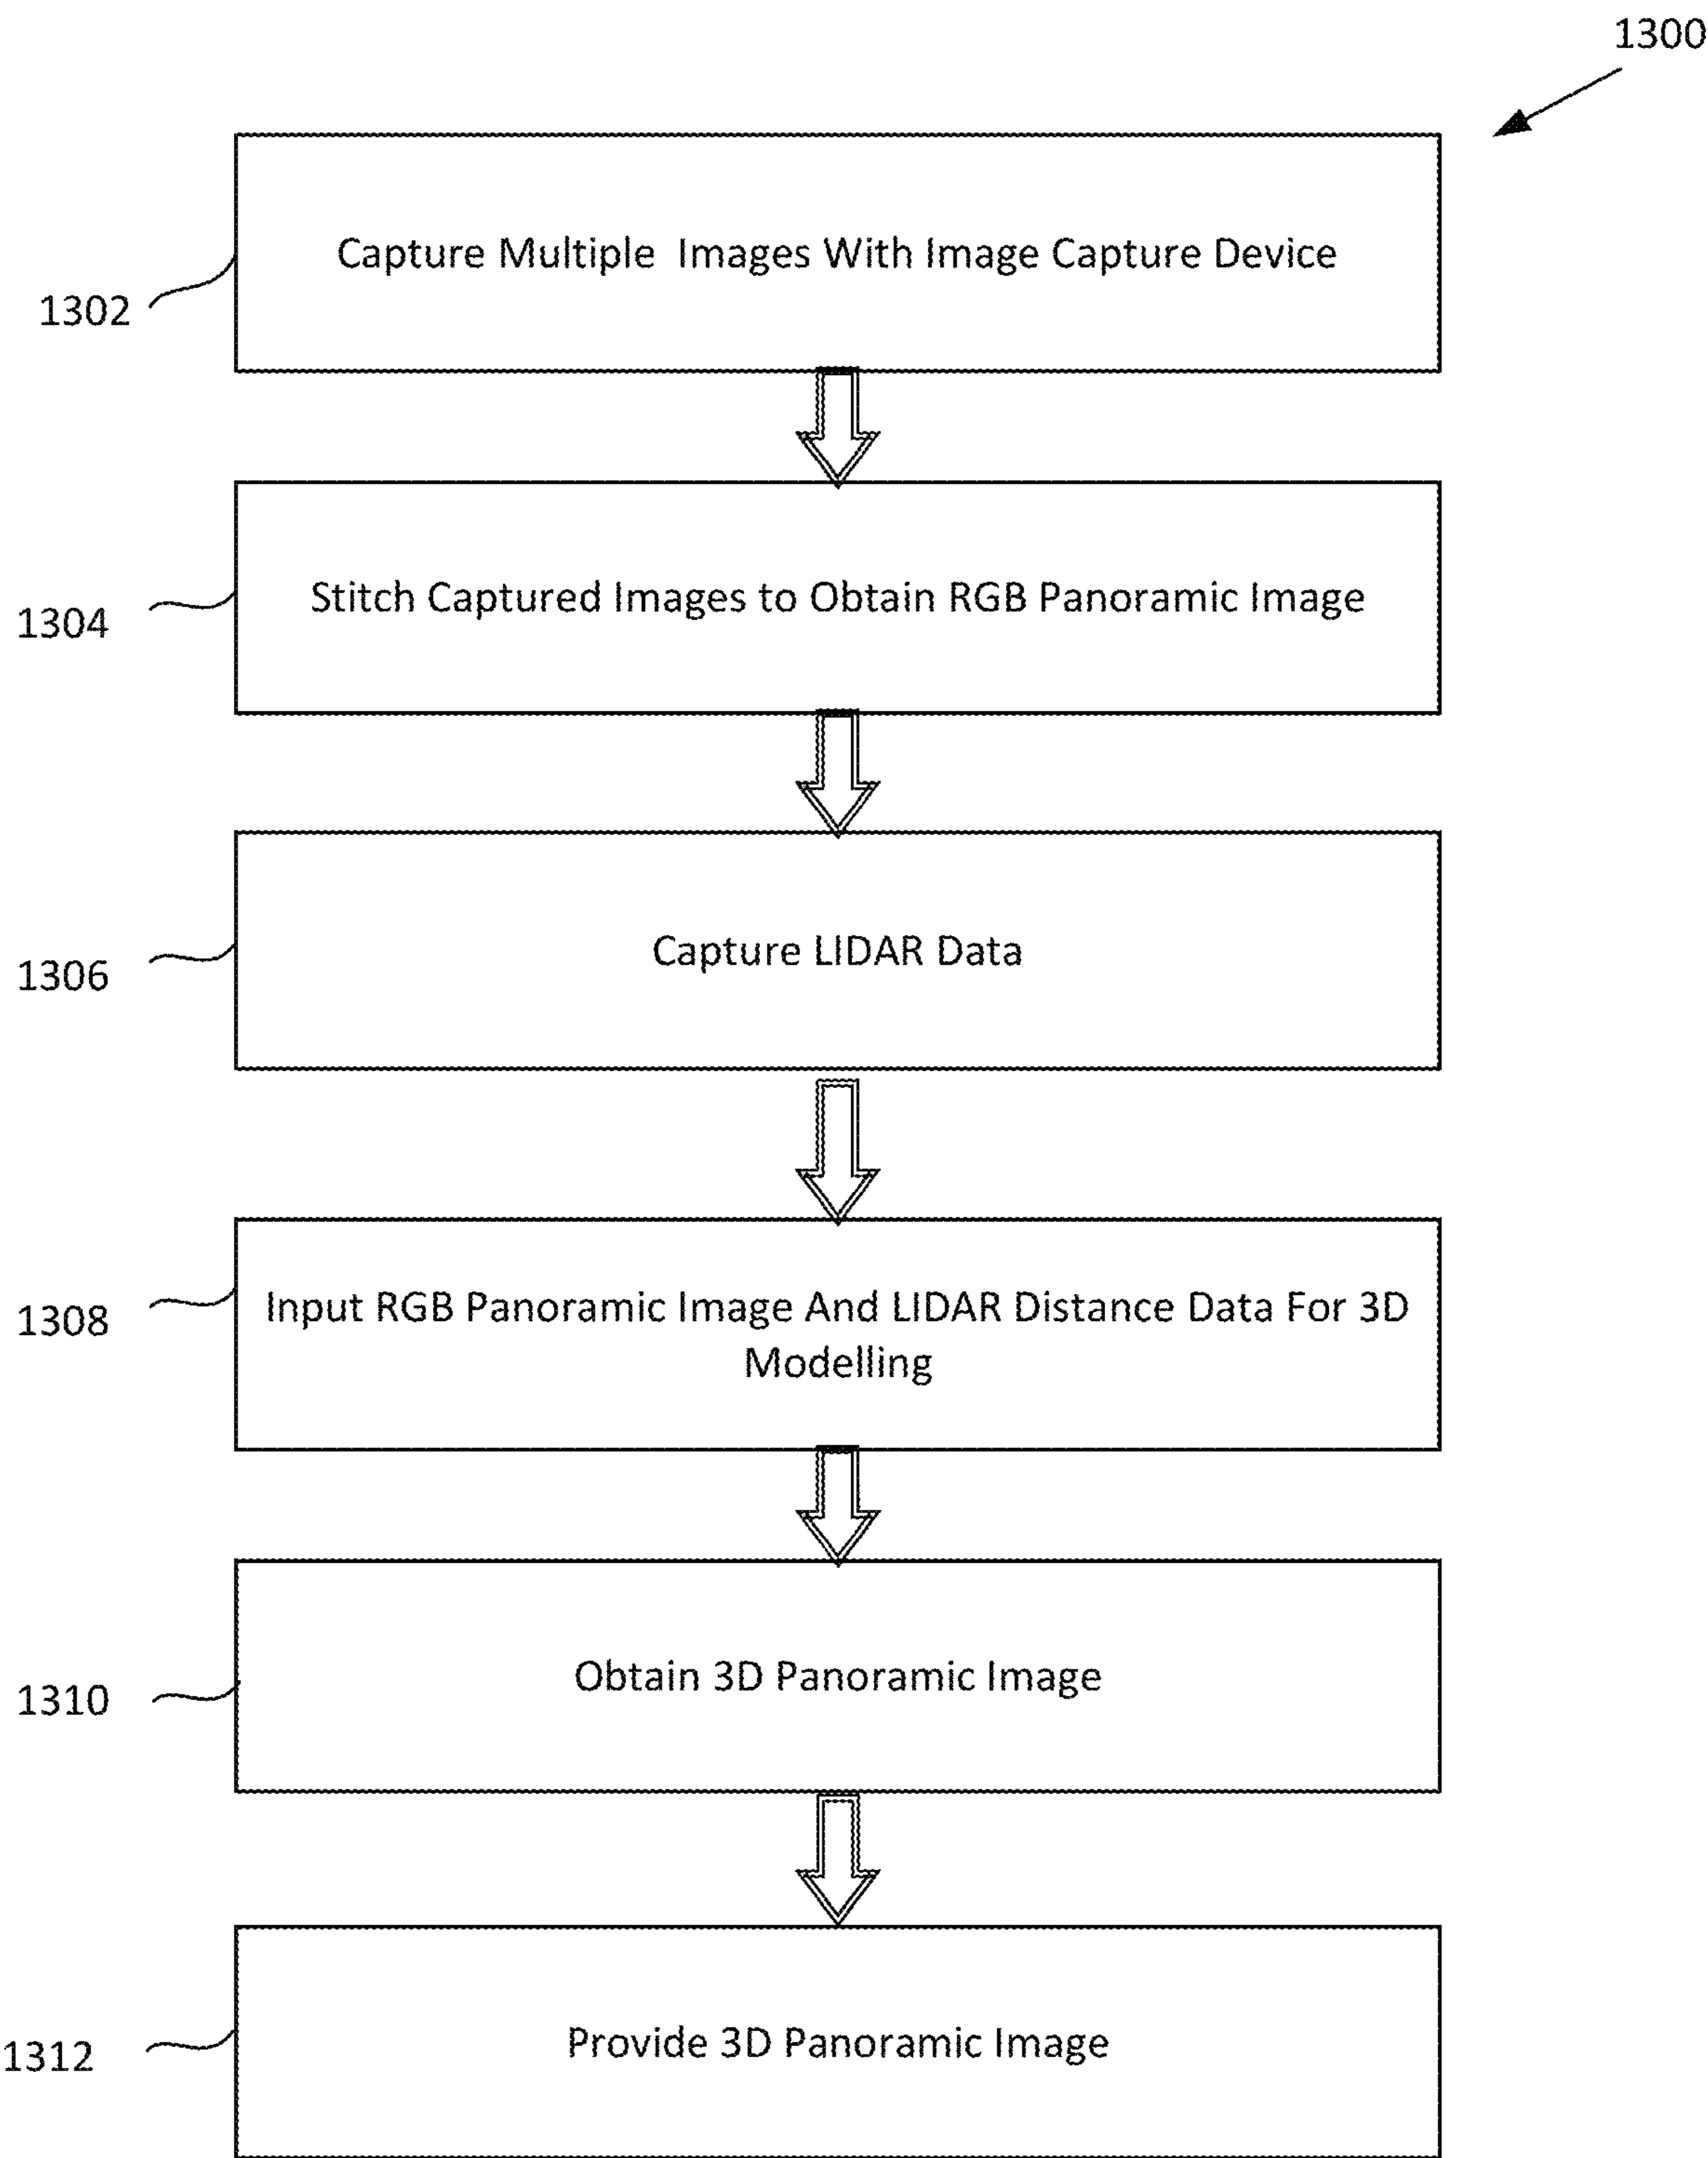 1300
Capture Multiple Images With Image Capture Device
1302
Stitch Captured Images to Obtain RGB Panoramic Image
1304
Capture LIDAR Data
1306
Input RGB Panoramic Image And LIDAR Distance Data For 3D
Modelling
1308
Obtain 3D Panoramic Image
1310
Provide 3D Panoramic Image
1312